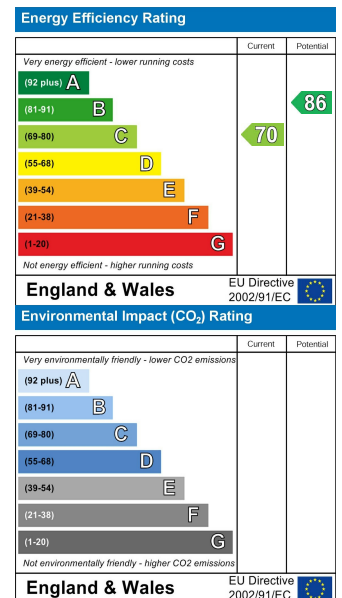 Energy Efficiency Rating
Current Potential
Very energy efficient - lower running costs
(92 plus) A
(81-91) B
86
(69-80) C
70
(55-68) D
(39-54) E
(21-38) F
(1-20) G
Not energy efficient - higher running costs
England & Wales
EU Directive
2002/91/EC
Environmental Impact (CO₂) Rating
Current Potential
Very environmentally friendly - lower CO2 emissions
(92 plus) A
(81-91) B
(69-80) C
(55-68) D
(39-54) E
(21-38) F
(1-20) G
Not environmentally friendly - higher CO2 emissions
England & Wales
EU Directive
2002/91/EC